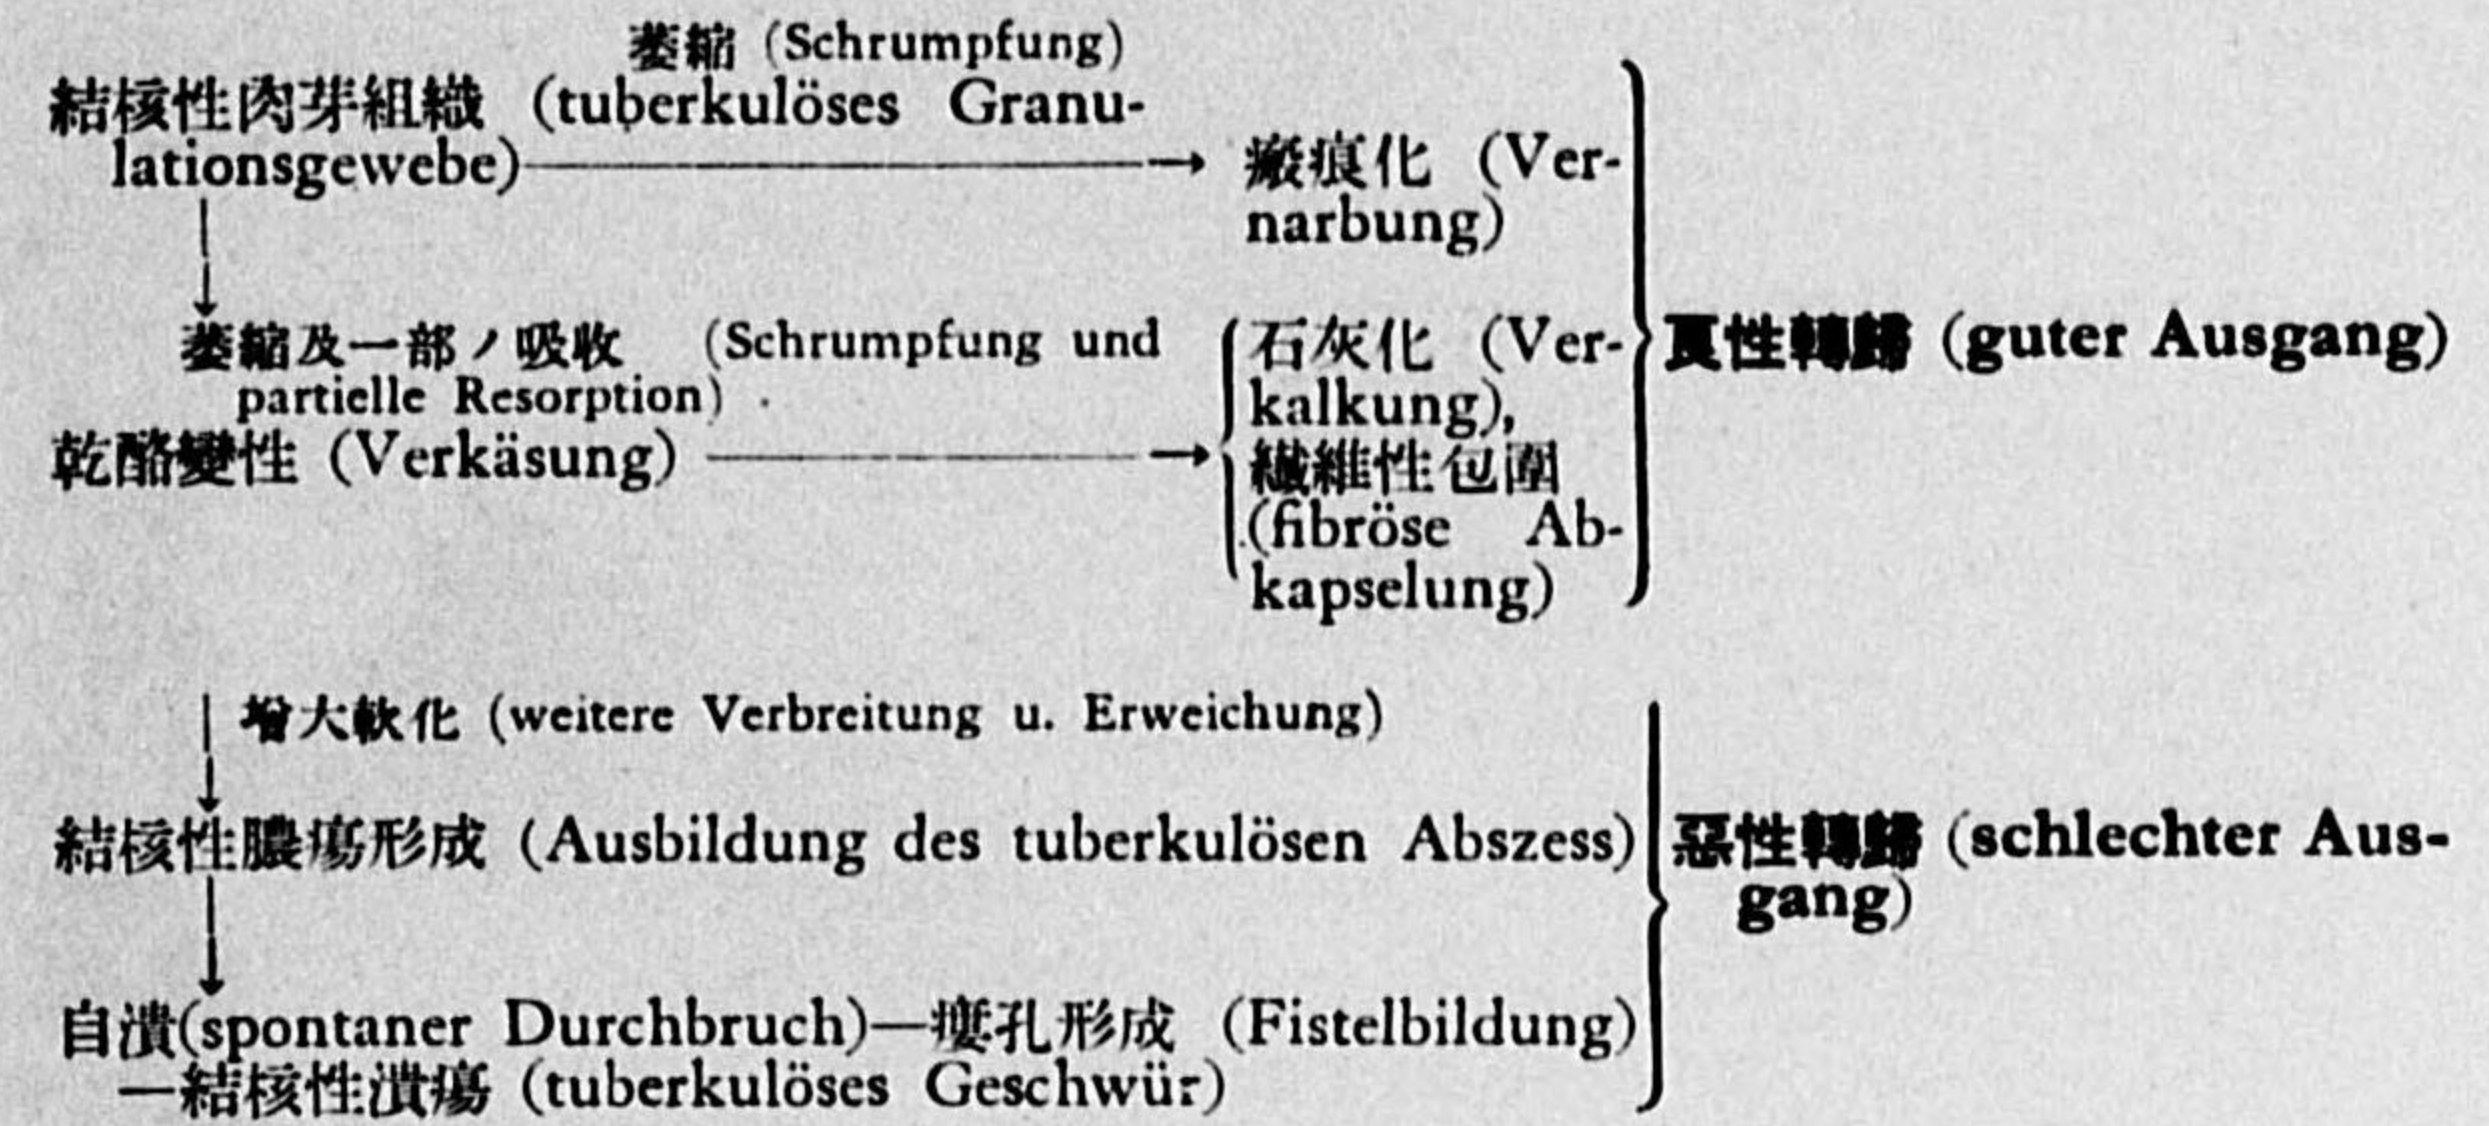 萎縮 (Schrumpfung)
結核性肉芽組織 (tuberkulöses Granu-
lationsgewebe)
瘢痕化 (Ver-
narbung)
萎縮及一部ノ吸收 (Schrumpfung und
partielle Resorption)
乾酪變性 (Verkäsung)
石灰化 (Ver-
kalkung),
纖維性包圍
(fibröse Ab-
kapselung)
良性轉歸 (guter Ausgang)
增大軟化 (weitere Verbreitung u. Erweichung)
結核性膿瘍形成 (Ausbildung des tuberkulösen Abszess)
惡性轉歸 (schlechter Aus-
gang)
自潰(spontaner Durchbruch)—瘻孔形成 (Fistelbildung)
—結核性潰瘍 (tuberkulöses Geschwür)